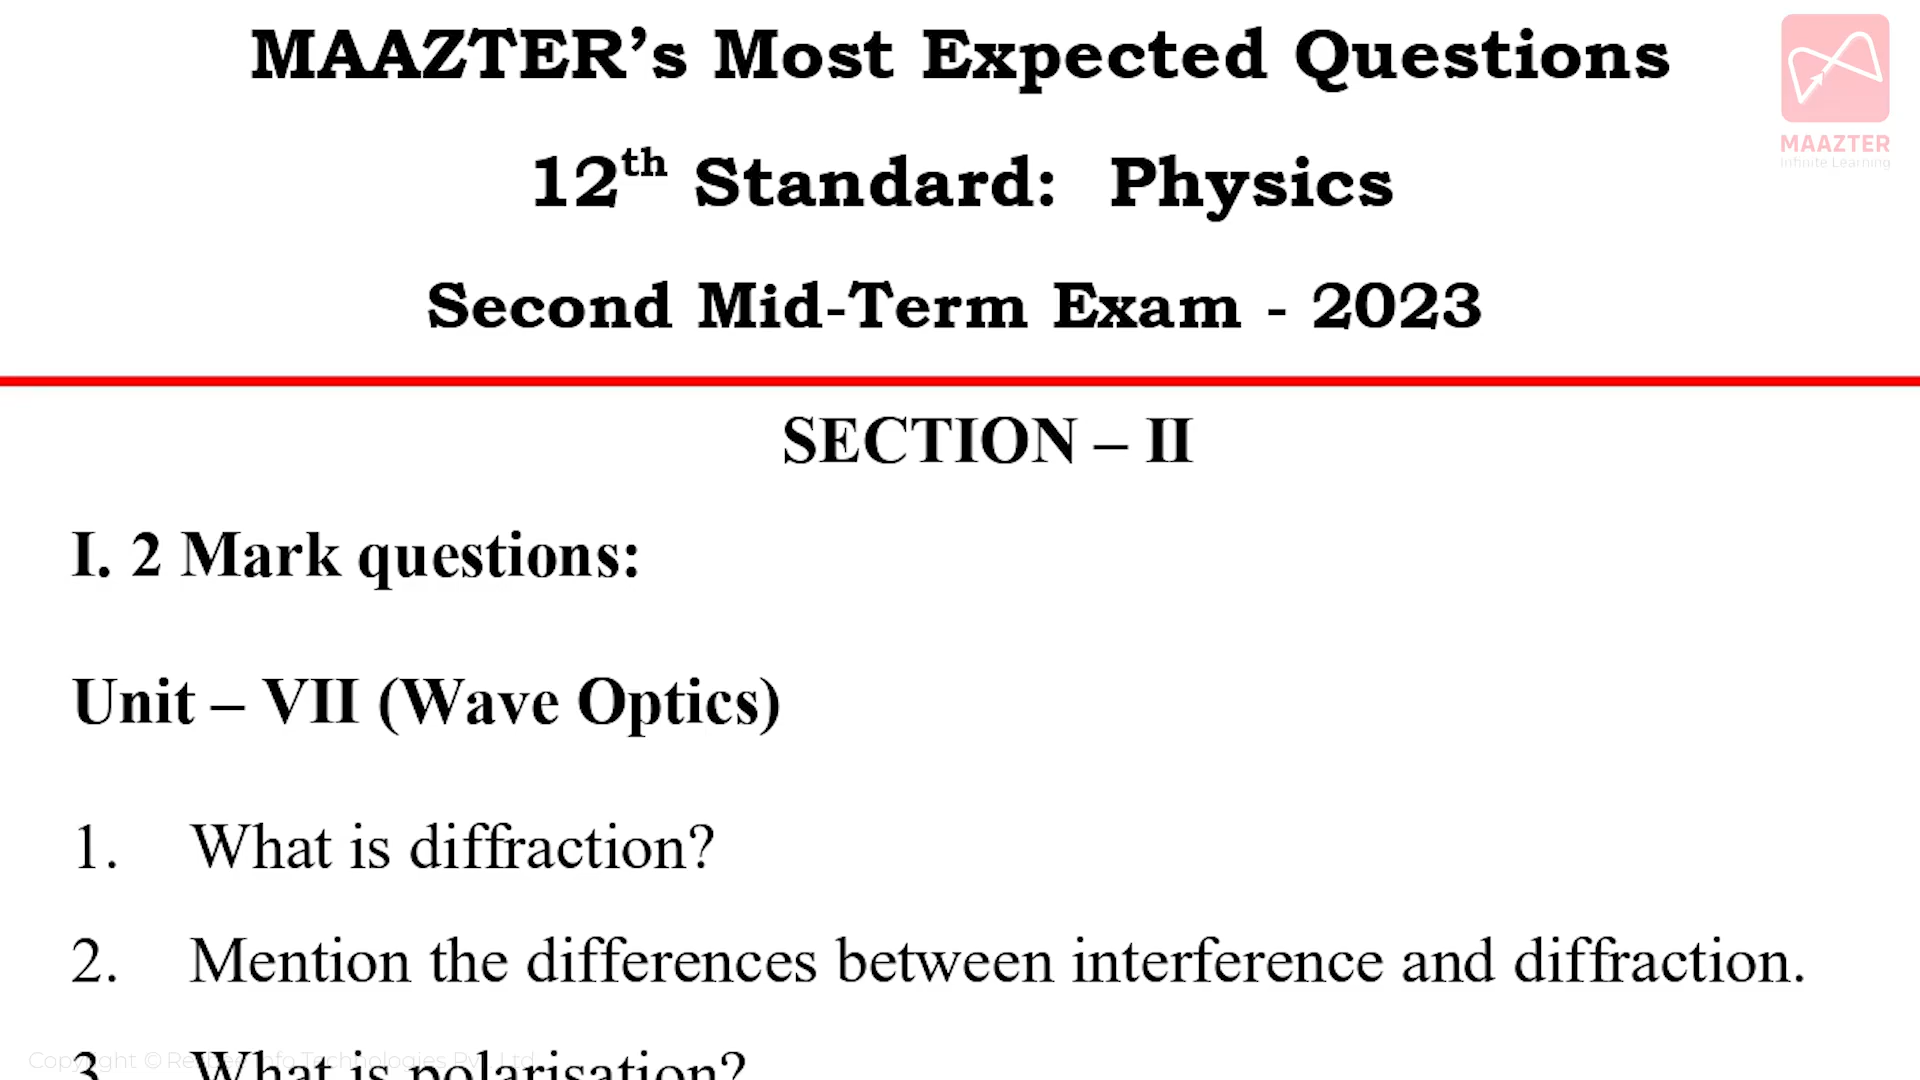 MAAZTER’s Most Expected Questions
MAAZTER
Infinite Learning
12th Standard: Physics
Second Mid-Term Exam - 2023
SECTION – II
I. 2 Mark questions:
Unit – VII (Wave Optics)
1. What is diffraction?
2. Mention the differences between interference and diffraction.
3. What is polarisation?
Copyright © Info Technologies Pvt Ltd